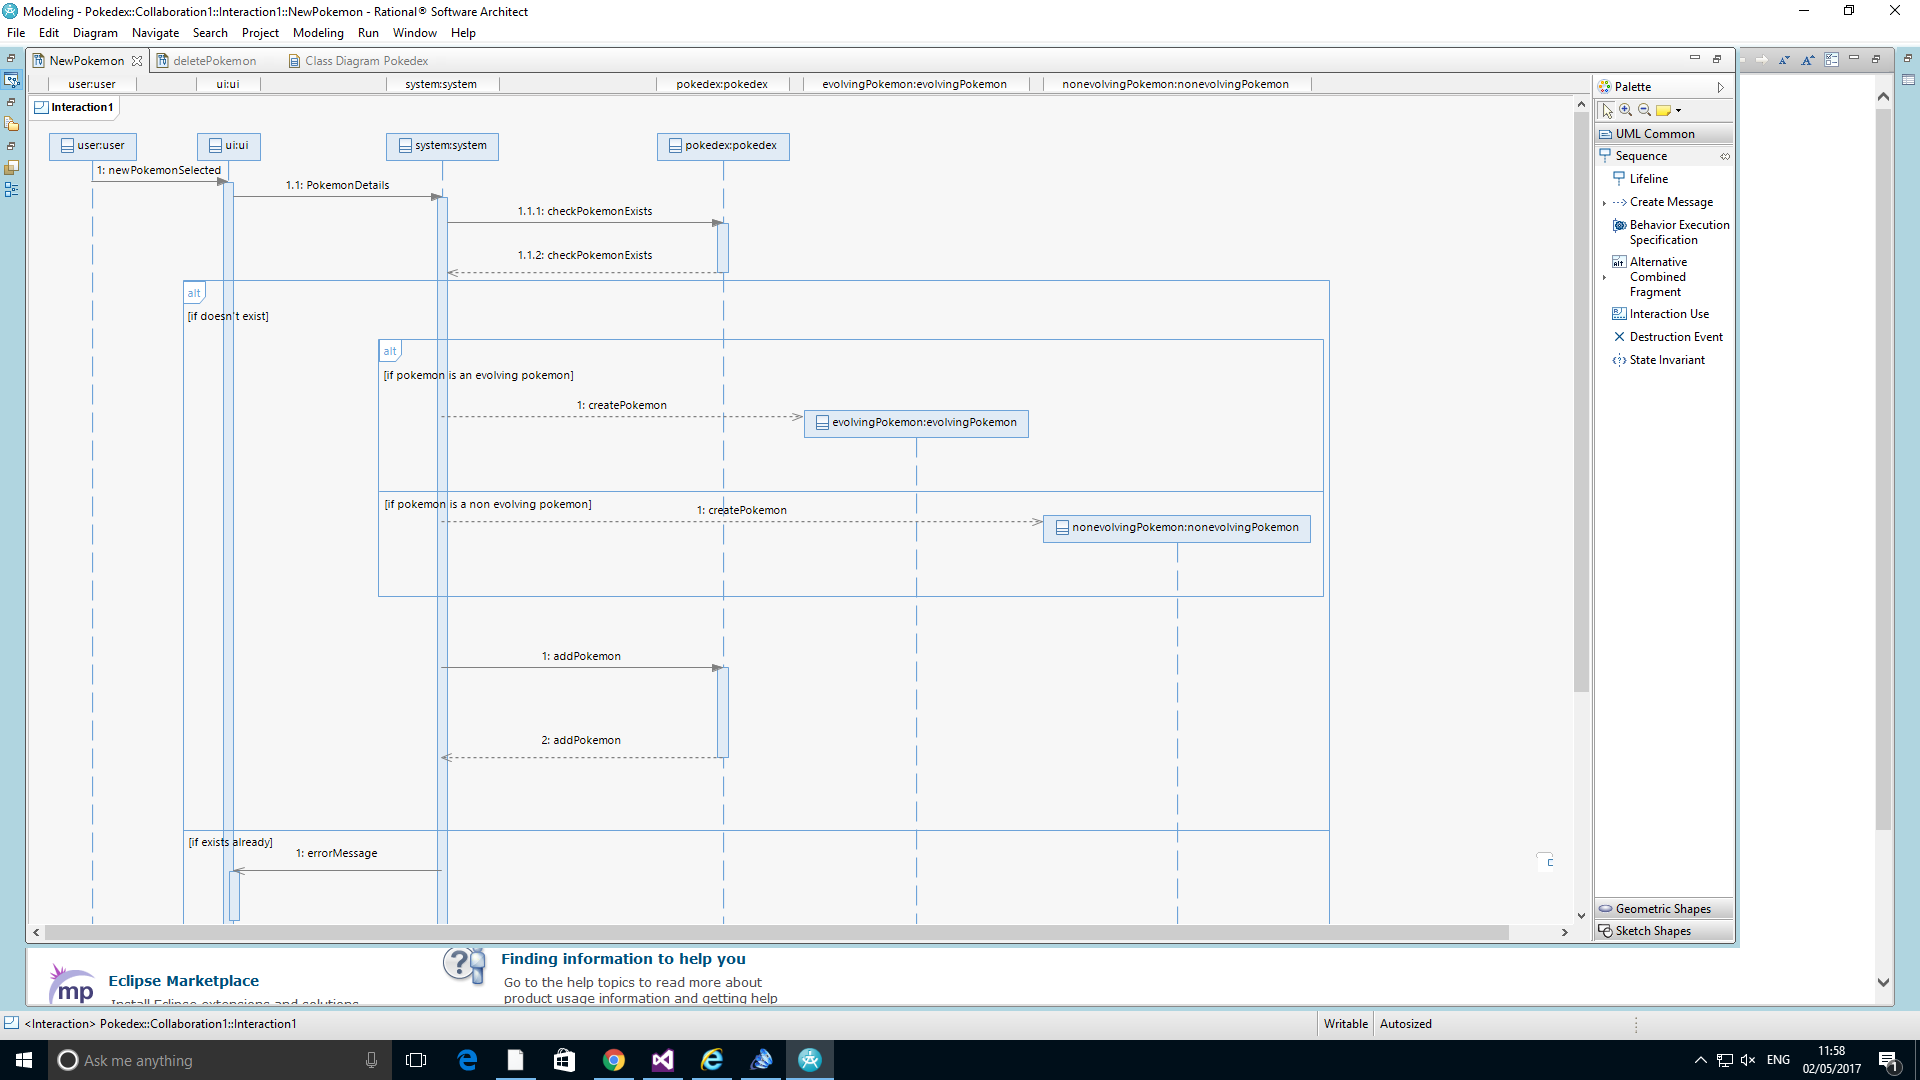 Modeling - Pokedex::Collaboration1::Interaction1::NewPokemon - Rational® Software Architect
File Edit Diagram Navigate Search Project Modeling Run Window Help
NewPokemon deletePokemon Class Diagram Pokedex
user:user ui:ui system:system pokedex:pokedex evolvingPokemon:evolvingPokemon nonevolvingPokemon:nonevolvingPokemon
Interaction1
user:user ui:ui system:system pokedex:pokedex
1: newPokemonSelected
1.1: PokemonDetails
1.1.1: checkPokemonExists
1.1.2: checkPokemonExists
alt
[if doesn't exist]
alt
[if pokemon is an evolving pokemon]
1: createPokemon
evolvingPokemon:evolvingPokemon
[if pokemon is a non evolving pokemon]
1: createPokemon
nonevolvingPokemon:nonevolvingPokemon
1: addPokemon
2: addPokemon
[if exists already]
1: errorMessage
Palette
UML Common
Sequence
Lifeline
Create Message
Behavior Execution
Specification
alt
Alternative
Combined
Fragment
Interaction Use
Destruction Event
State Invariant
Geometric Shapes
Sketch Shapes
mp
Eclipse Marketplace
Install Eclipse extensions and solutions
Finding information to help you
Go to the help topics to read more about
product usage information and getting help
<Interaction> Pokedex::Collaboration1::Interaction1
Writable
Autosized
Ask me anything
ENG
11:58
02/05/2017
1